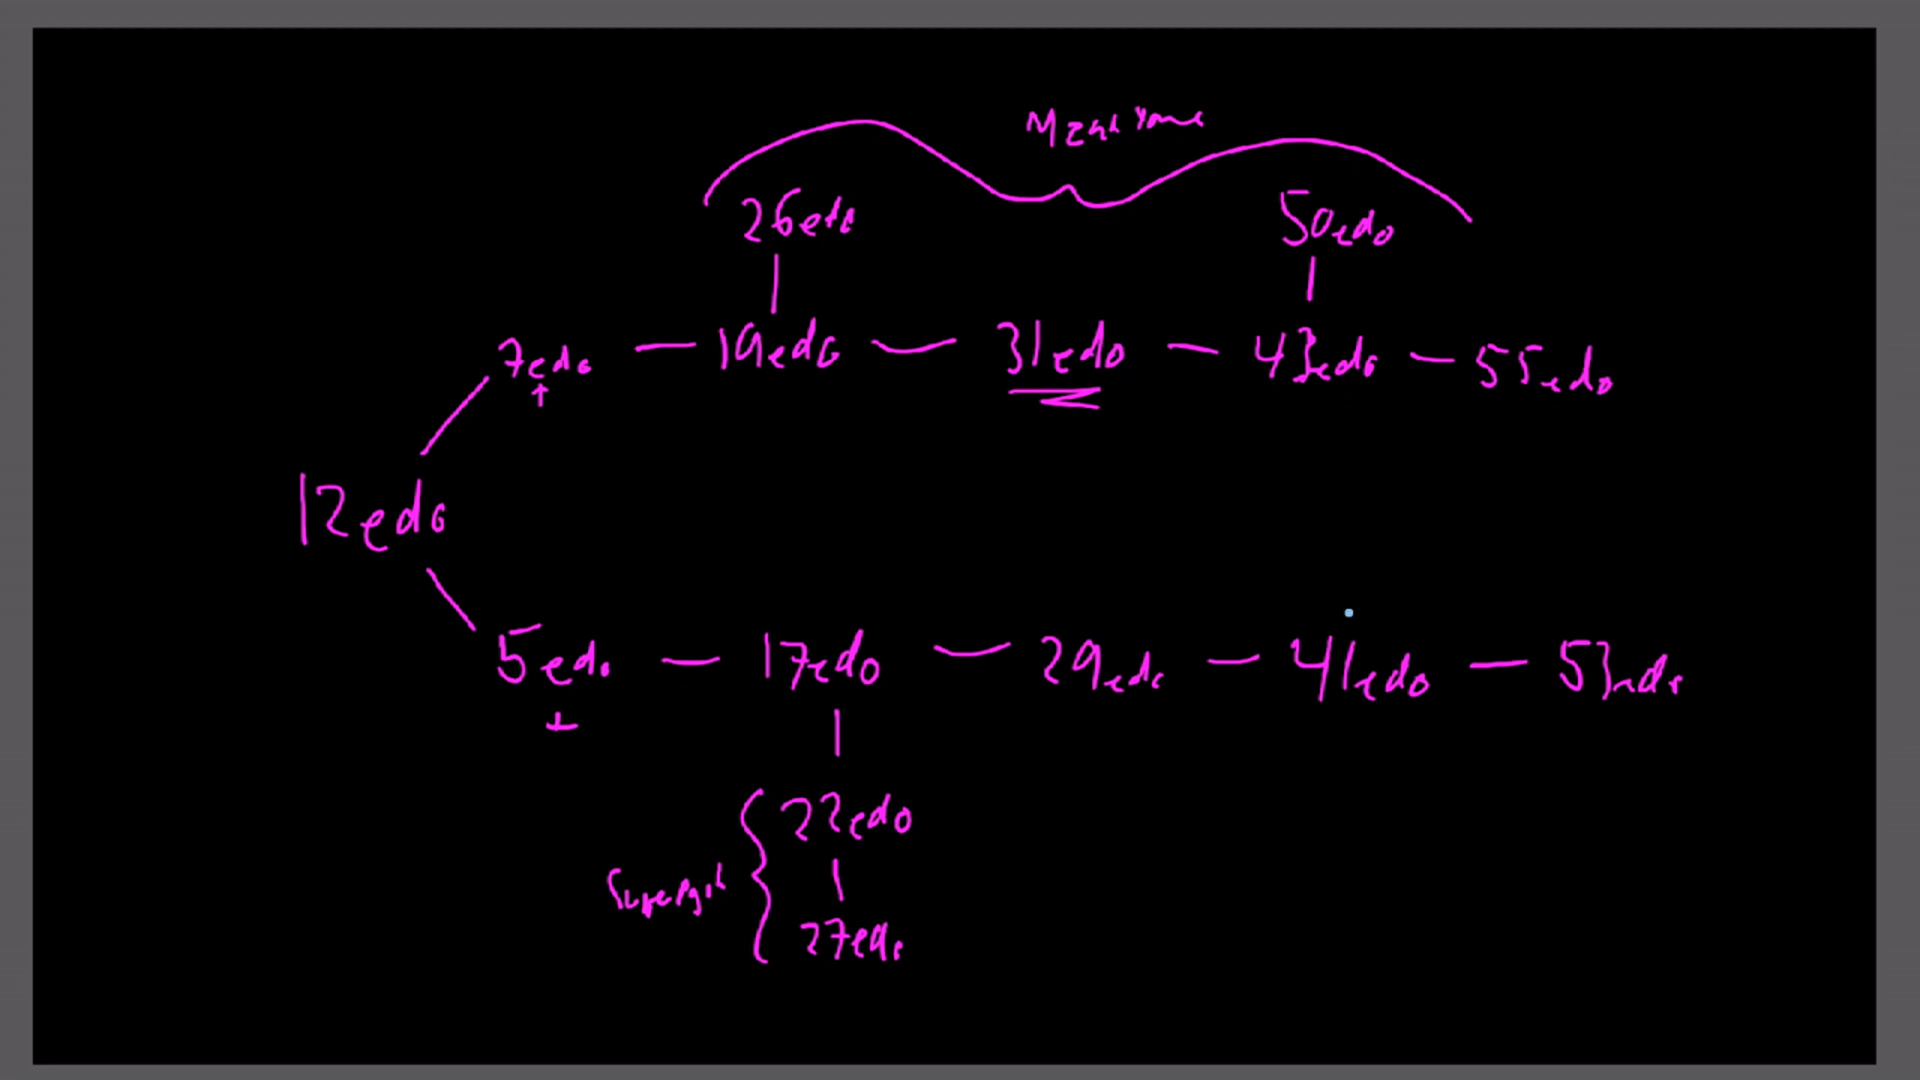 Meantone
26edo 50edo
7edo — 19edo — 31edo — 43edo — 55edo
12edo
5edo — 17edo — 29edo — 41edo — 53edo
22edo
Superpyth
27edo